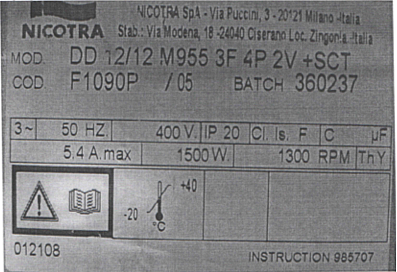 NICOTRA SpA - Via Puccini, 3 - 20121 Milano -Italia
NICOTRA Stab.: Via Modena, 18 -24040 Ciserano Loc. Zingonia -Italia
MOD. DD 12/12 M955 3F 4P 2V +SCT
COD F1090P / 05 BATCH 360237
3~ 50 HZ. 400 V. IP 20 Cl. Is. F C µF
5,4 A.max 1500W. 1300 RPM Th Y
-20 +40
°C
012108 INSTRUCTION 985707